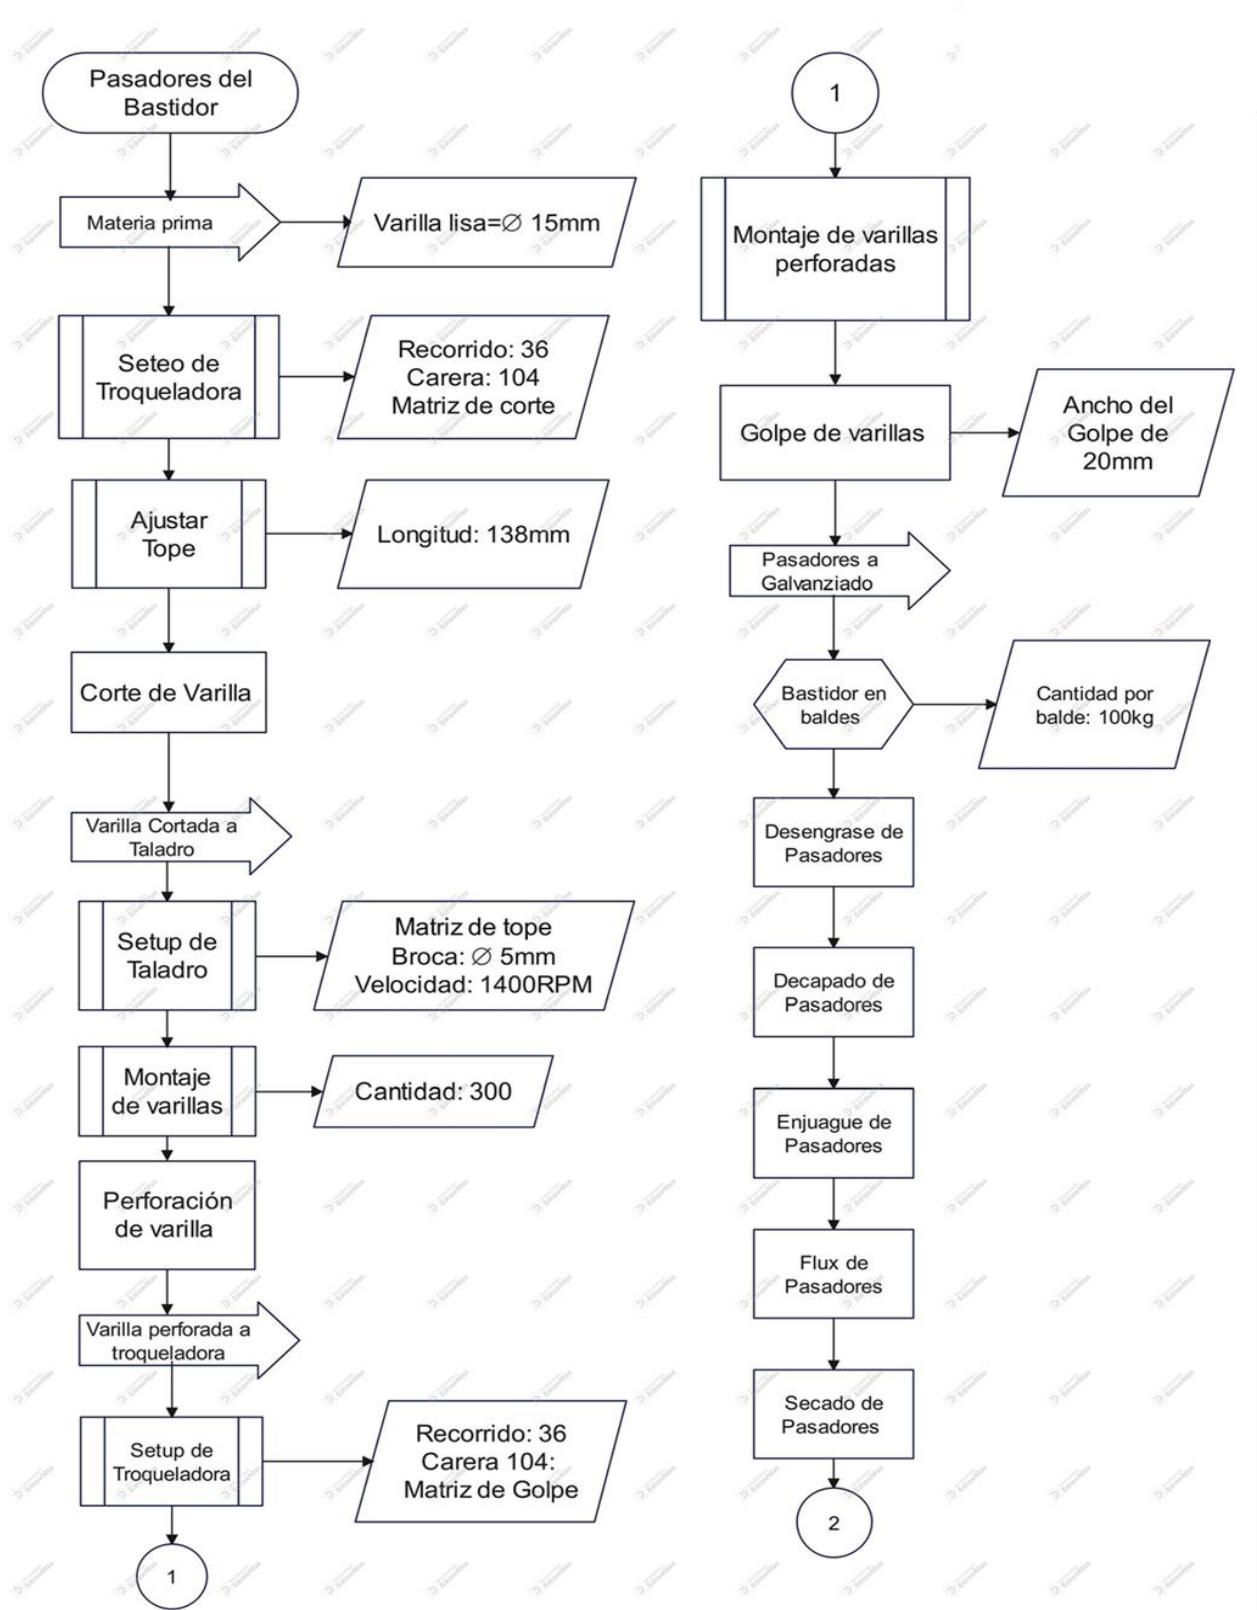 Pasadores del
Bastidor
Materia prima
Varilla lisa=∅ 15mm
Seteo de
Troqueladora
Recorrido: 36
Carera: 104
Matriz de corte
Ajustar
Tope
Longitud: 138mm
Corte de Varilla
Varilla Cortada a
Taladro
Setup de
Taladro
Matriz de tope
Broca: ∅ 5mm
Velocidad: 1400RPM
Montaje
de varillas
Cantidad: 300
Perforación
de varilla
Varilla perforada a
troqueladora
Setup de
Troqueladora
Recorrido: 36
Carera 104:
Matriz de Golpe
1
1
Montaje de varillas
perforadas
Golpe de varillas
Ancho del
Golpe de
20mm
Pasadores a
Galvanziado
Bastidor en
baldes
Cantidad por
balde: 100kg
Desengrase de
Pasadores
Decapado de
Pasadores
Enjuague de
Pasadores
Flux de
Pasadores
Secado de
Pasadores
2